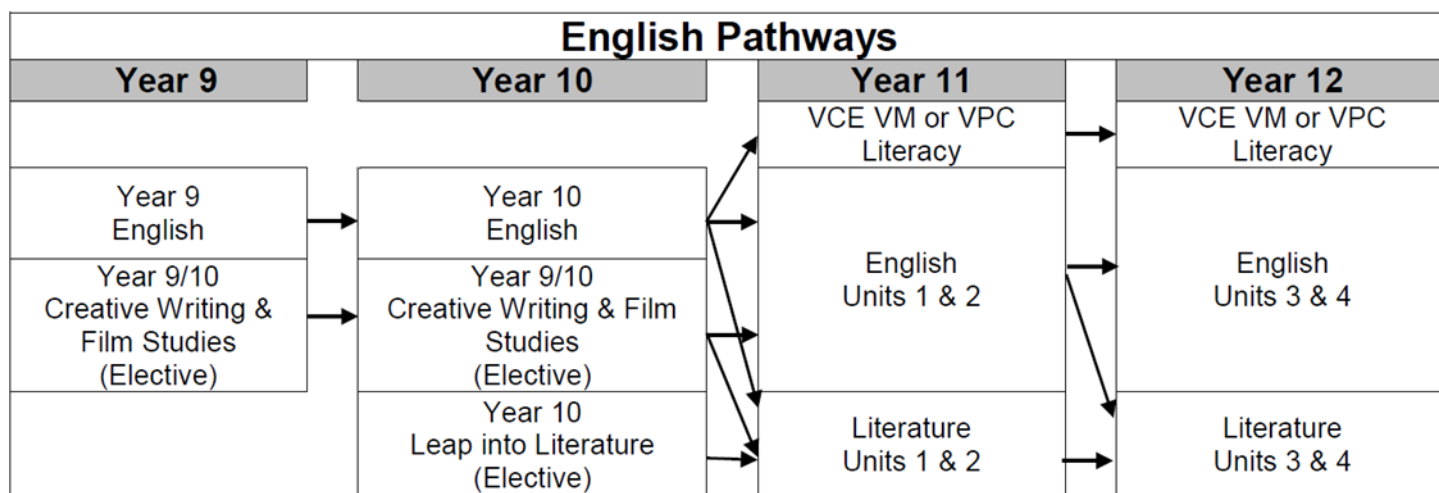 English Pathways
Year 9
Year 10
Year 11
Year 12
VCE VM or VPC
Literacy
VCE VM or VPC
Literacy
Year 9
English
Year 10
English
English
Units 1 & 2
English
Units 3 & 4
Year 9/10
Creative Writing &
Film Studies
(Elective)
Year 9/10
Creative Writing & Film
Studies
(Elective)
Year 10
Leap into Literature
(Elective)
Literature
Units 1 & 2
Literature
Units 3 & 4